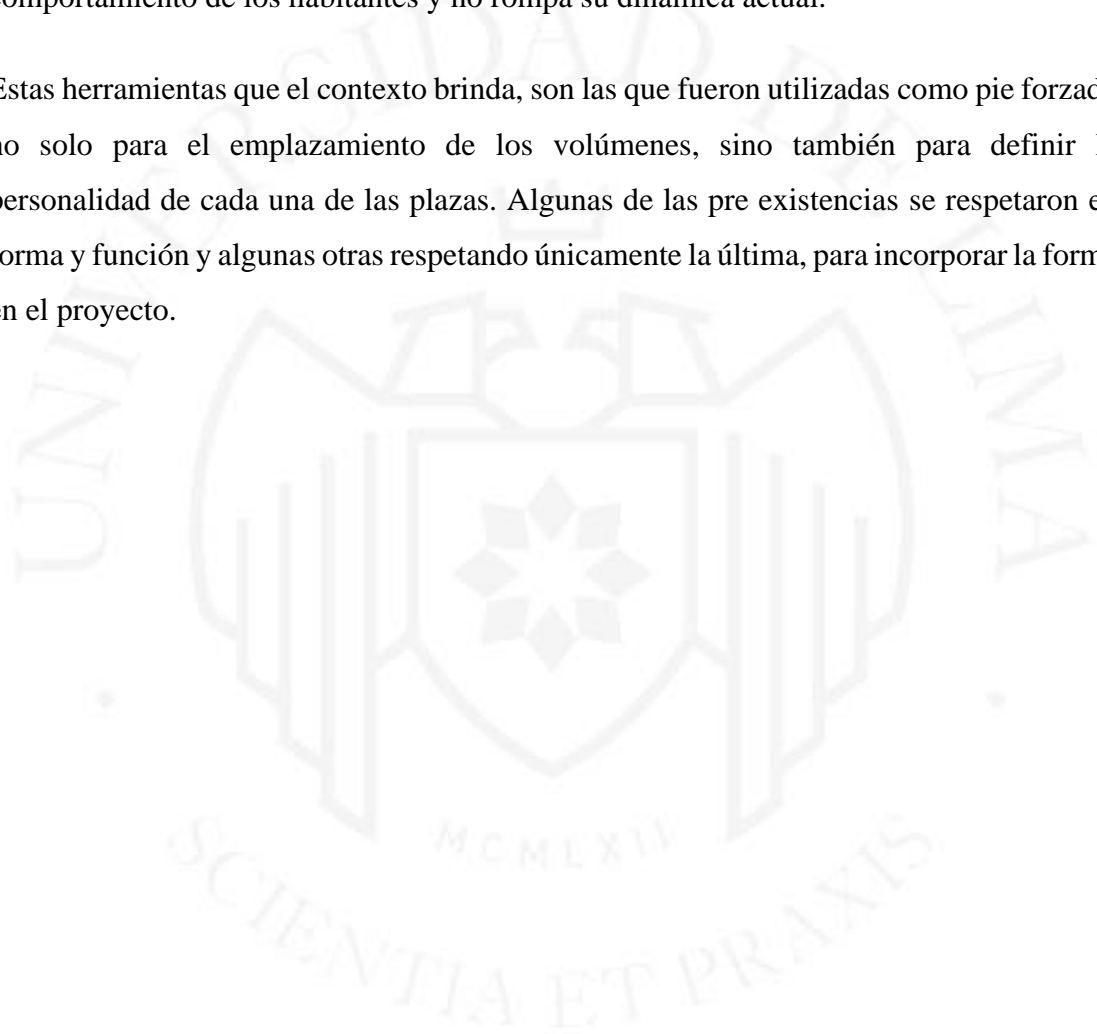 comportamiento de los habitantes y no rompa su dinámica actual.
Estas herramientas que el contexto brinda, son las que fueron utilizadas como pie forzad
no solo para el emplazamiento de los volúmenes, sino también para definir l
personalidad de cada una de las plazas. Algunas de las pre existencias se respetaron e
forma y función y algunas otras respetando únicamente la última, para incorporar la form
en el proyecto.
UNIVERSIDAD DE LIMA
MCMLXII
SCIENTIA ET PRAXIS